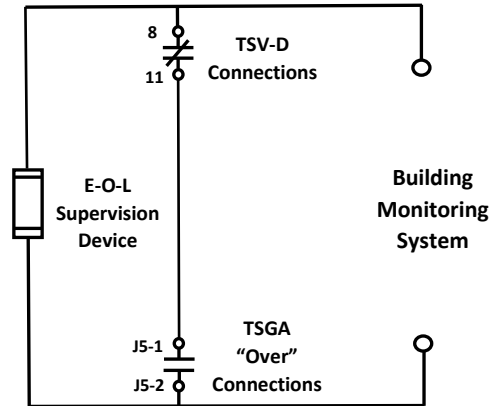 8
TSV-D
11
Connections
E-O-L
Supervision
Device
Building
Monitoring
System
J5-1
TSGA
“Over”
J5-2
Connections